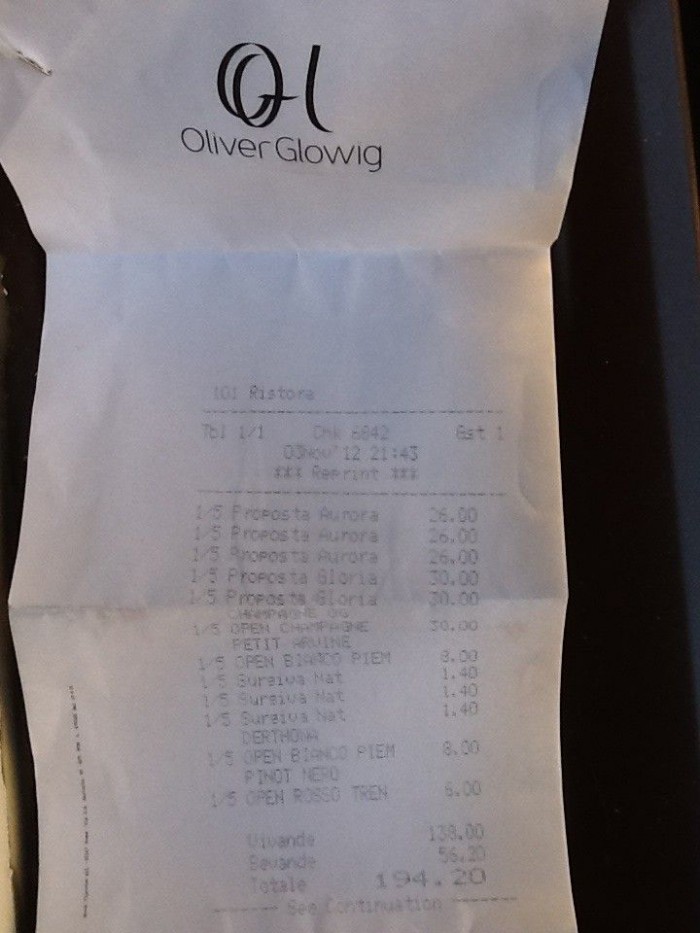 Ol
Oliver Glowig
101 Ristora
Tbl 1/1 Chk 6842 Gst 1
03Nov'12 21:43
*** Reprint ***
1/5 Proposta Aurora 26.00
1/5 Proposta Aurora 26.00
1/5 Proposta Aurora 26.00
1/5 Proposta Gloria 30.00
1/5 Proposta Gloria 30.00
CHAMPAGNE GG
1/5 OPEN CHAMPAGNE 30.00
PETIT ARVINE
1/5 OPEN BIANCO PIEM 8.00
1/5 Surgiva Nat 1.40
1/5 Surgiva Nat 1.40
1/5 Surgiva Nat 1.40
DERTHONA
1/5 OPEN BIANCO PIEM 8.00
PINOT NERO
1/5 OPEN ROSSO TREN 6.00
Vivande 138.00
Bevande 56.20
Totale 194.20
------- See Continuation -------